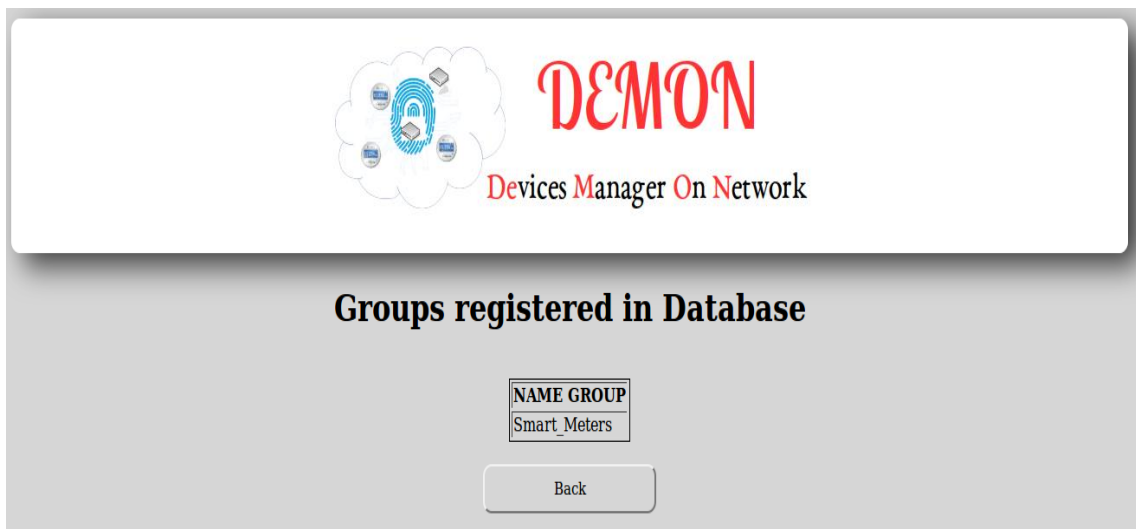 DEMON
Devices Manager On Network
Groups registered in Database
NAME GROUP
Smart_Meters
Back